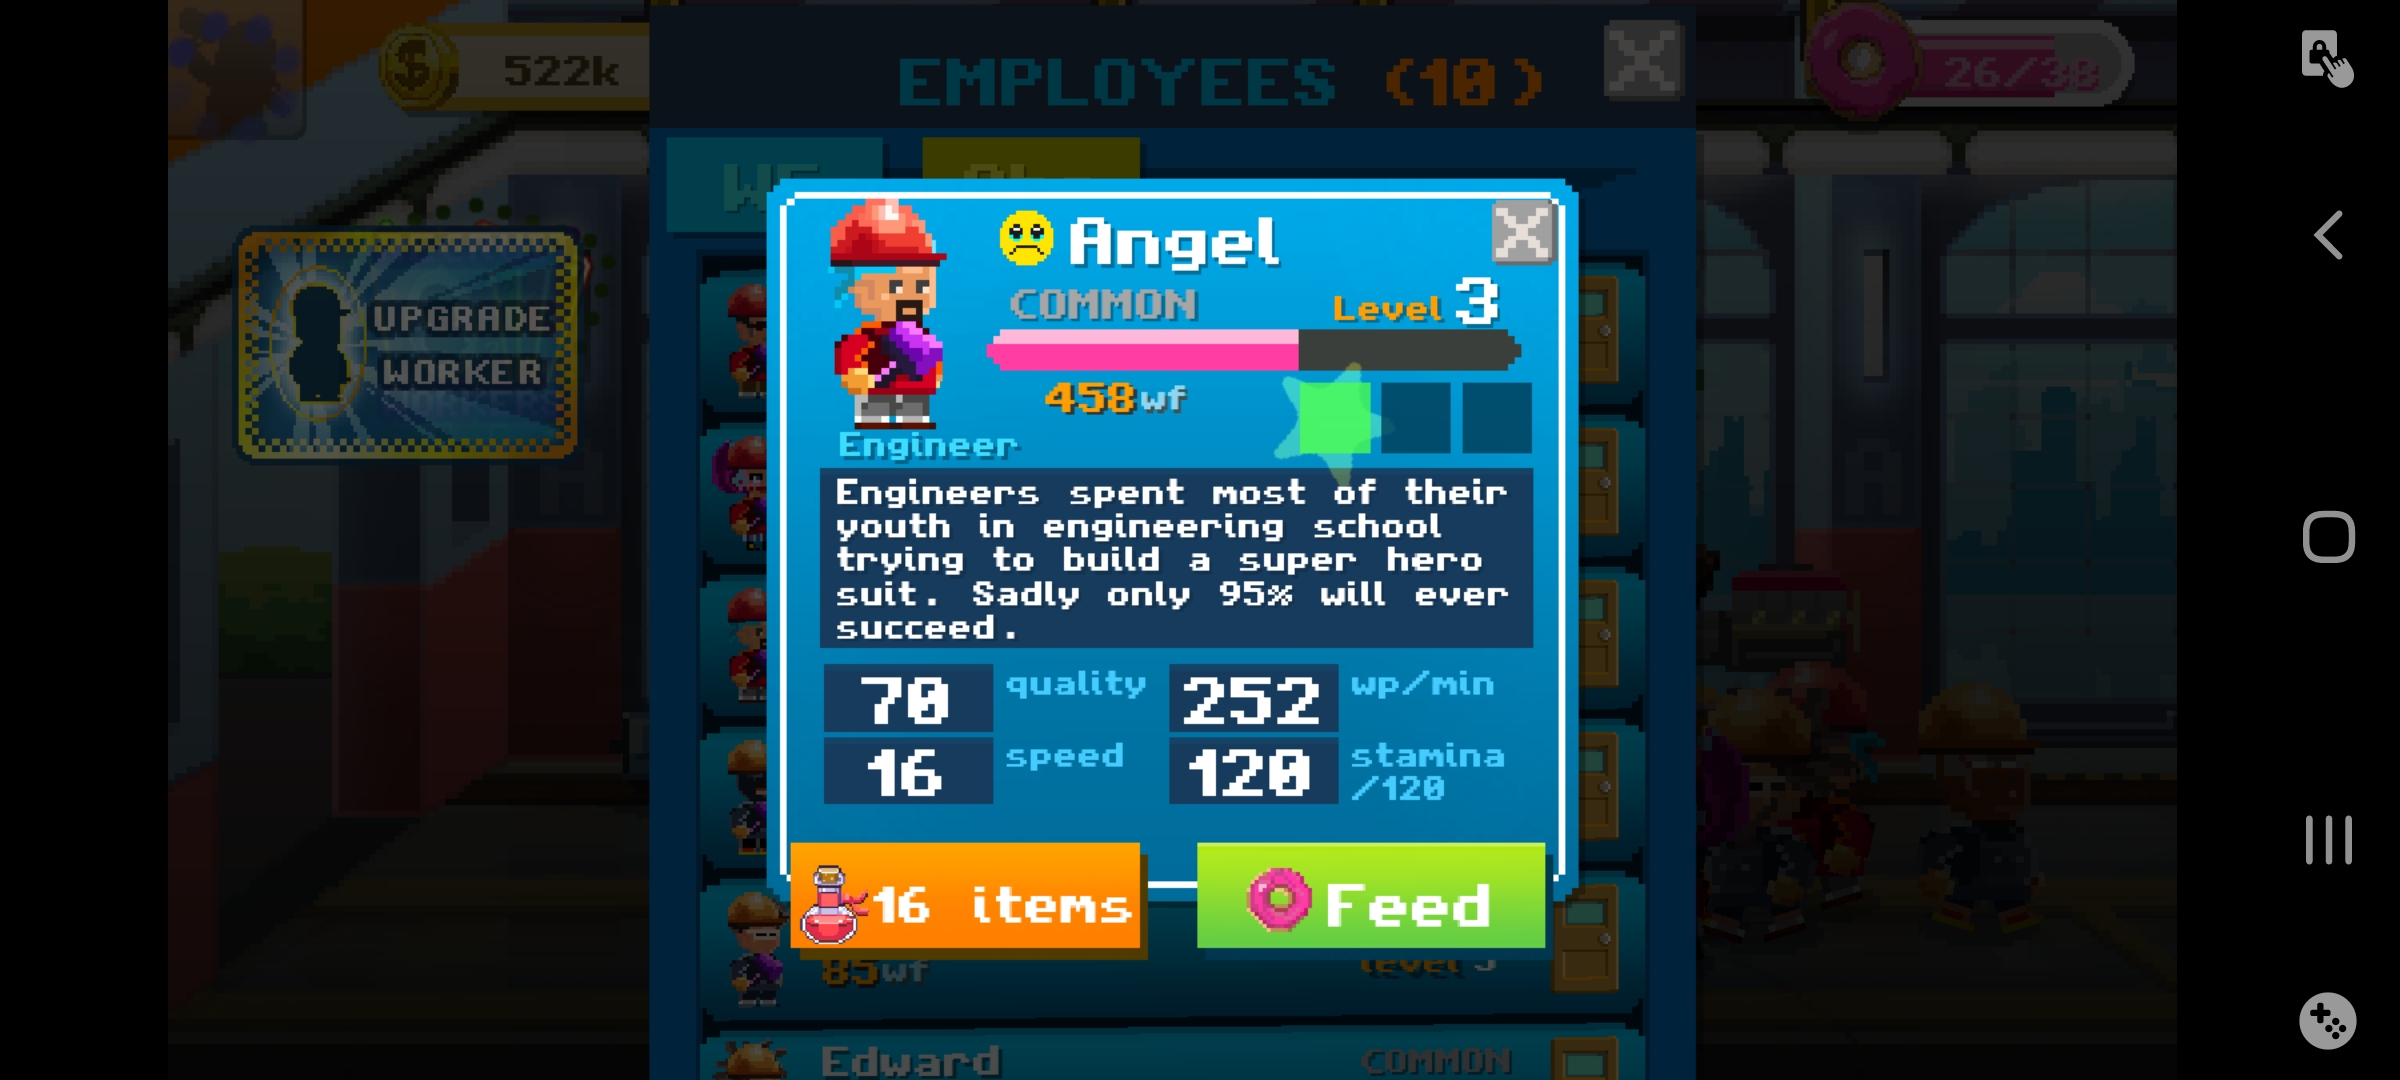 522k
EMPLOYEES (10)
26/38
UPGRADE
WORKER
Angel
COMMON
Level 3
458wf
Engineer
Engineers spent most of their
youth in engineering school
trying to build a super hero
suit. Sadly only 95% will ever
succeed.
70 quality
252 wp/min
16 speed
120 stamina
/120
16 items
Feed
85wf
level 3
Edward
COMMON